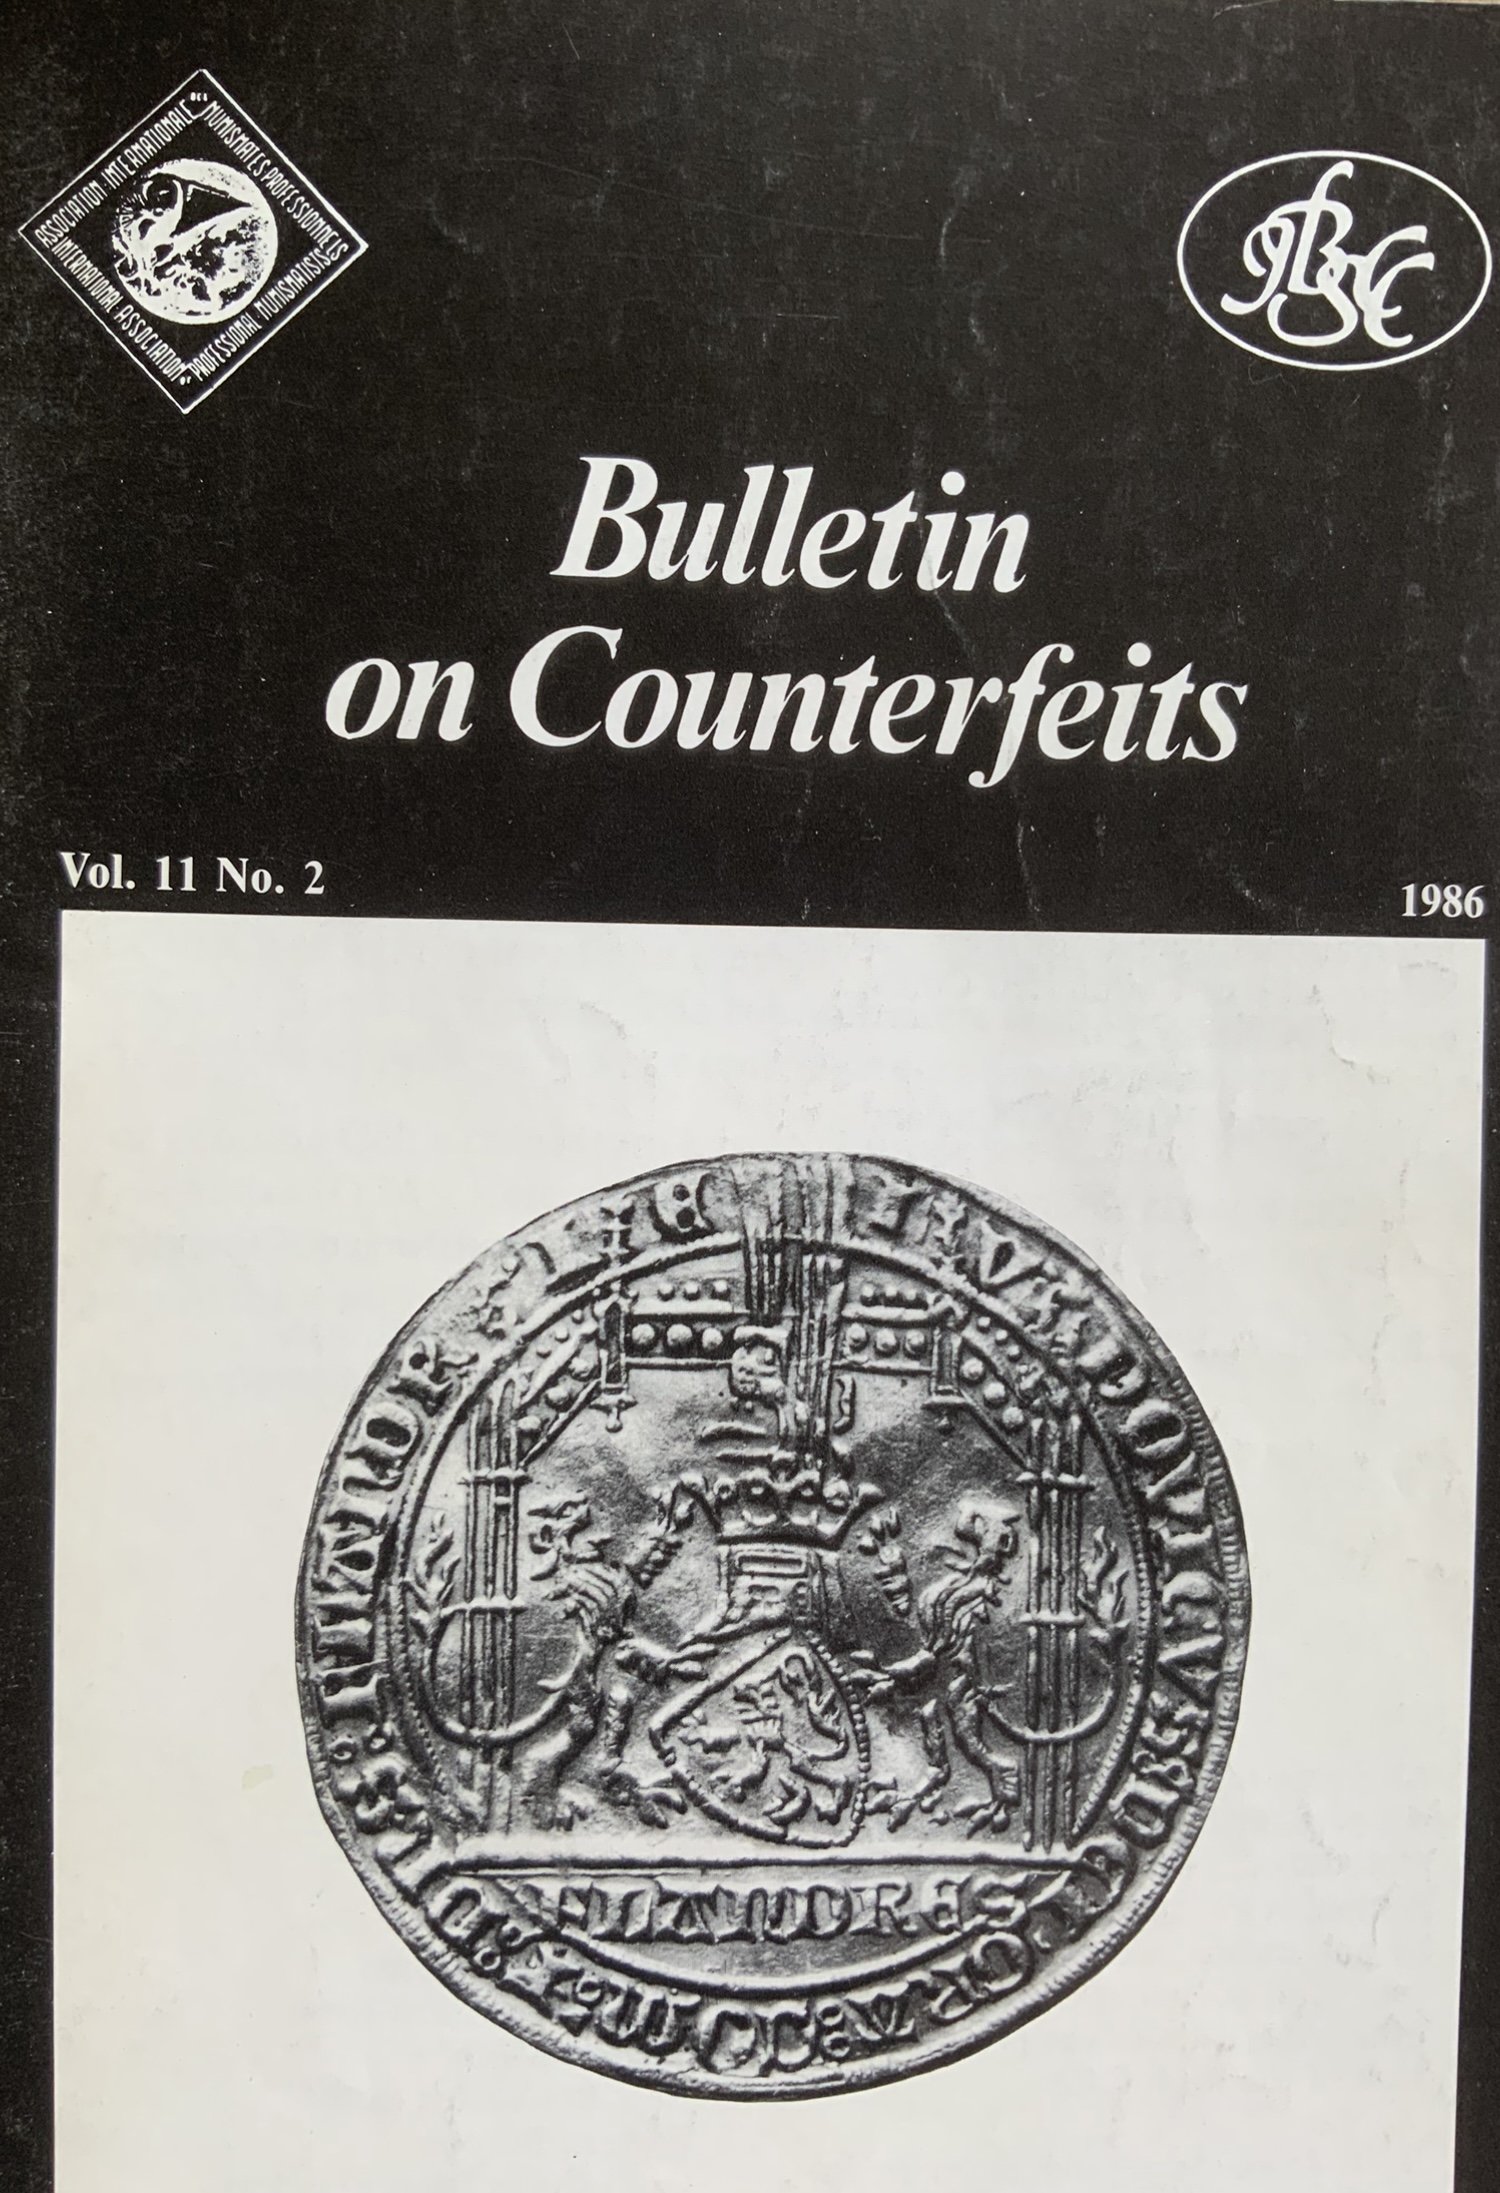 ASSOCIATION INTERNATIONALE DES NUMISMATES PROFESSIONNELS
INTERNATIONAL ASSOCIATION OF PROFESSIONAL NUMISMATISTS
IBSCC
Bulletin
on Counterfeits
Vol. 11 No. 2
1986
FLANDRES